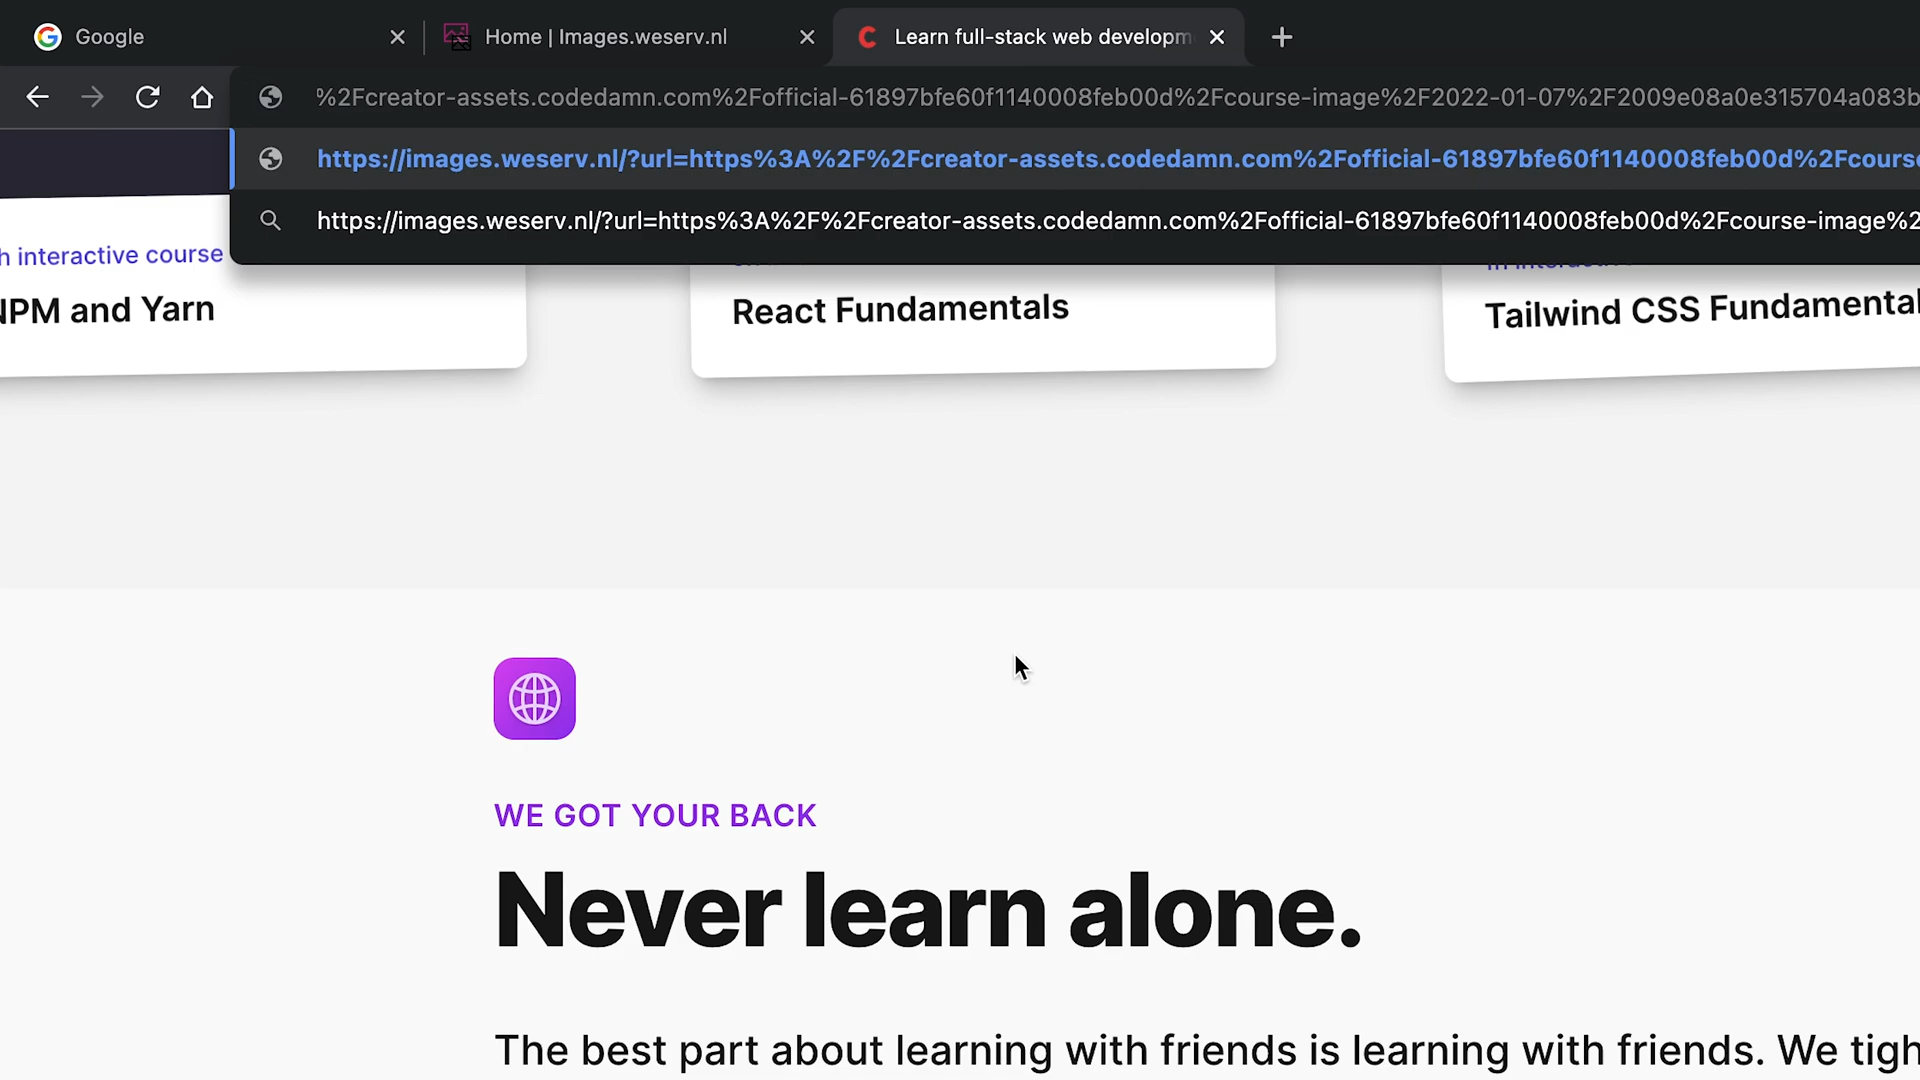 Google
Home | Images.weserv.nl
Learn full-stack web developm
%2Fcreator-assets.codedamn.com%2Fofficial-61897bfe60f1140008feb00d%2Fcourse-image%2F2022-01-07%2F2009e08a0e315704a083b
https://images.weserv.nl/?url=https%3A%2F%2Fcreator-assets.codedamn.com%2Fofficial-61897bfe60f1140008feb00d%2Fcourse
https://images.weserv.nl/?url=https%3A%2F%2Fcreator-assets.codedamn.com%2Fofficial-61897bfe60f1140008feb00d%2Fcourse-image%2
h interactive course
NPM and Yarn
React Fundamentals
Tailwind CSS Fundamental
WE GOT YOUR BACK
Never learn alone.
The best part about learning with friends is learning with friends. We tigh